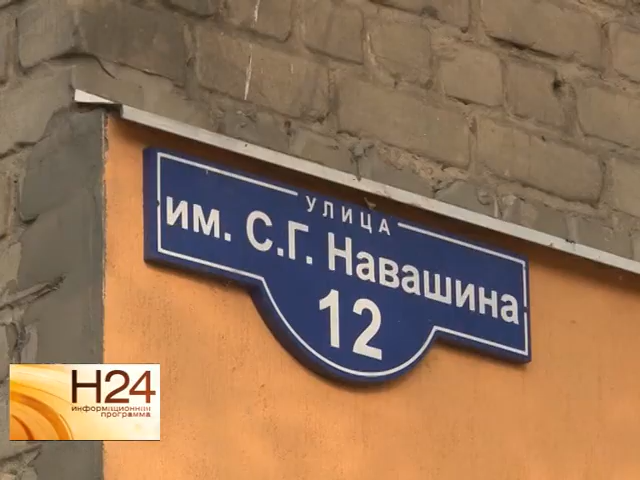 УЛИЦА
им. С.Г. Навашина
12
Н24
информационная
программа